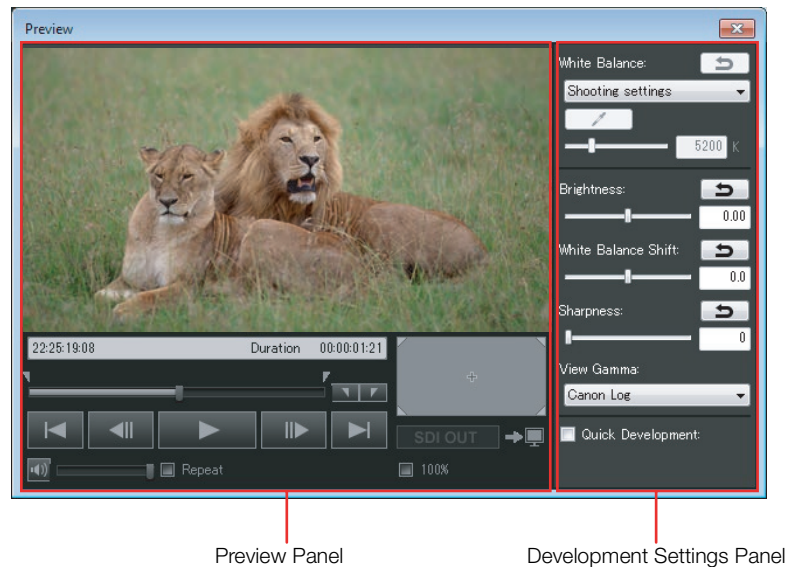 Preview
White Balance:
Shooting settings
5200 K
Brightness:
0.00
White Balance Shift:
0.0
Sharpness:
0
View Gamma:
Canon Log
Quick Development:
22:25:19:08 Duration 00:00:01:21
SDI OUT
Repeat
100%
Preview Panel
Development Settings Panel